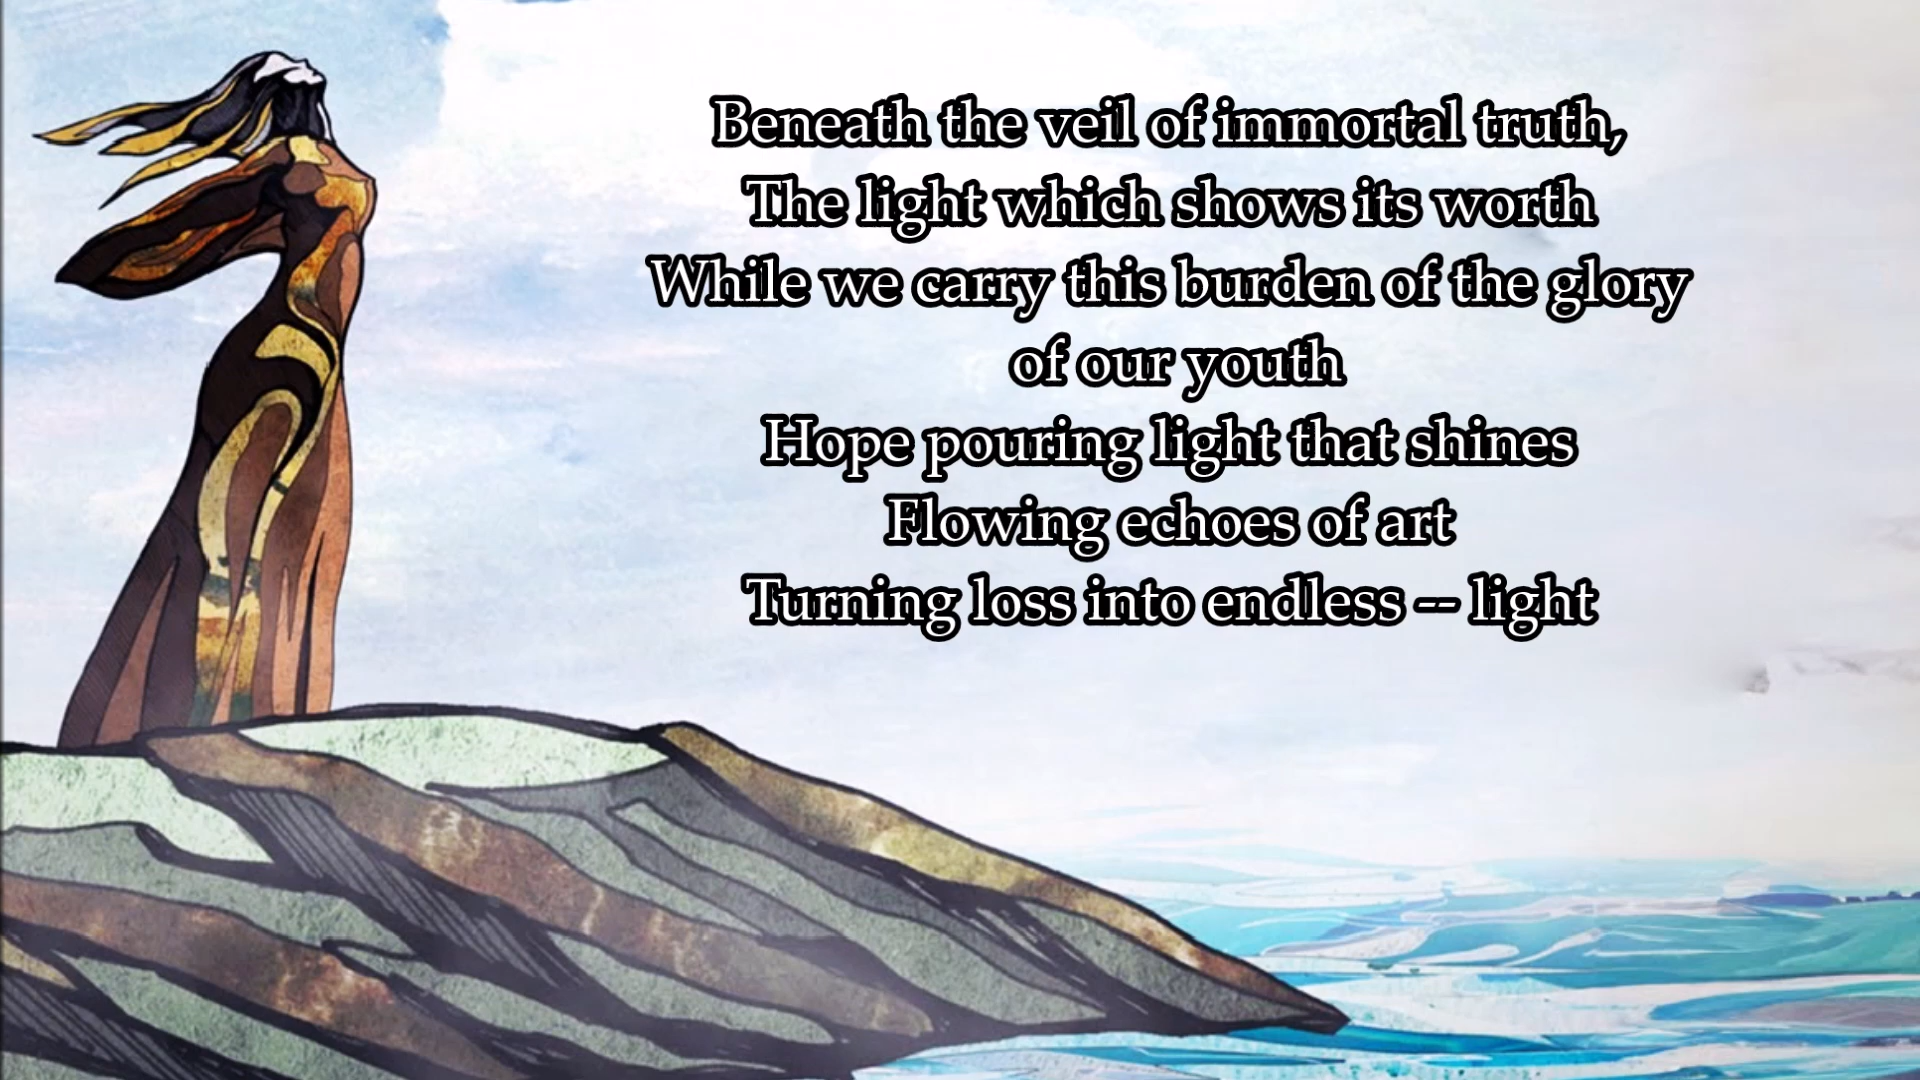 Beneath the veil of immortal truth,
The light which shows its worth
While we carry this burden of the glory
of our youth
Hope pouring light that shines
Flowing echoes of art
Turning loss into endless -- light